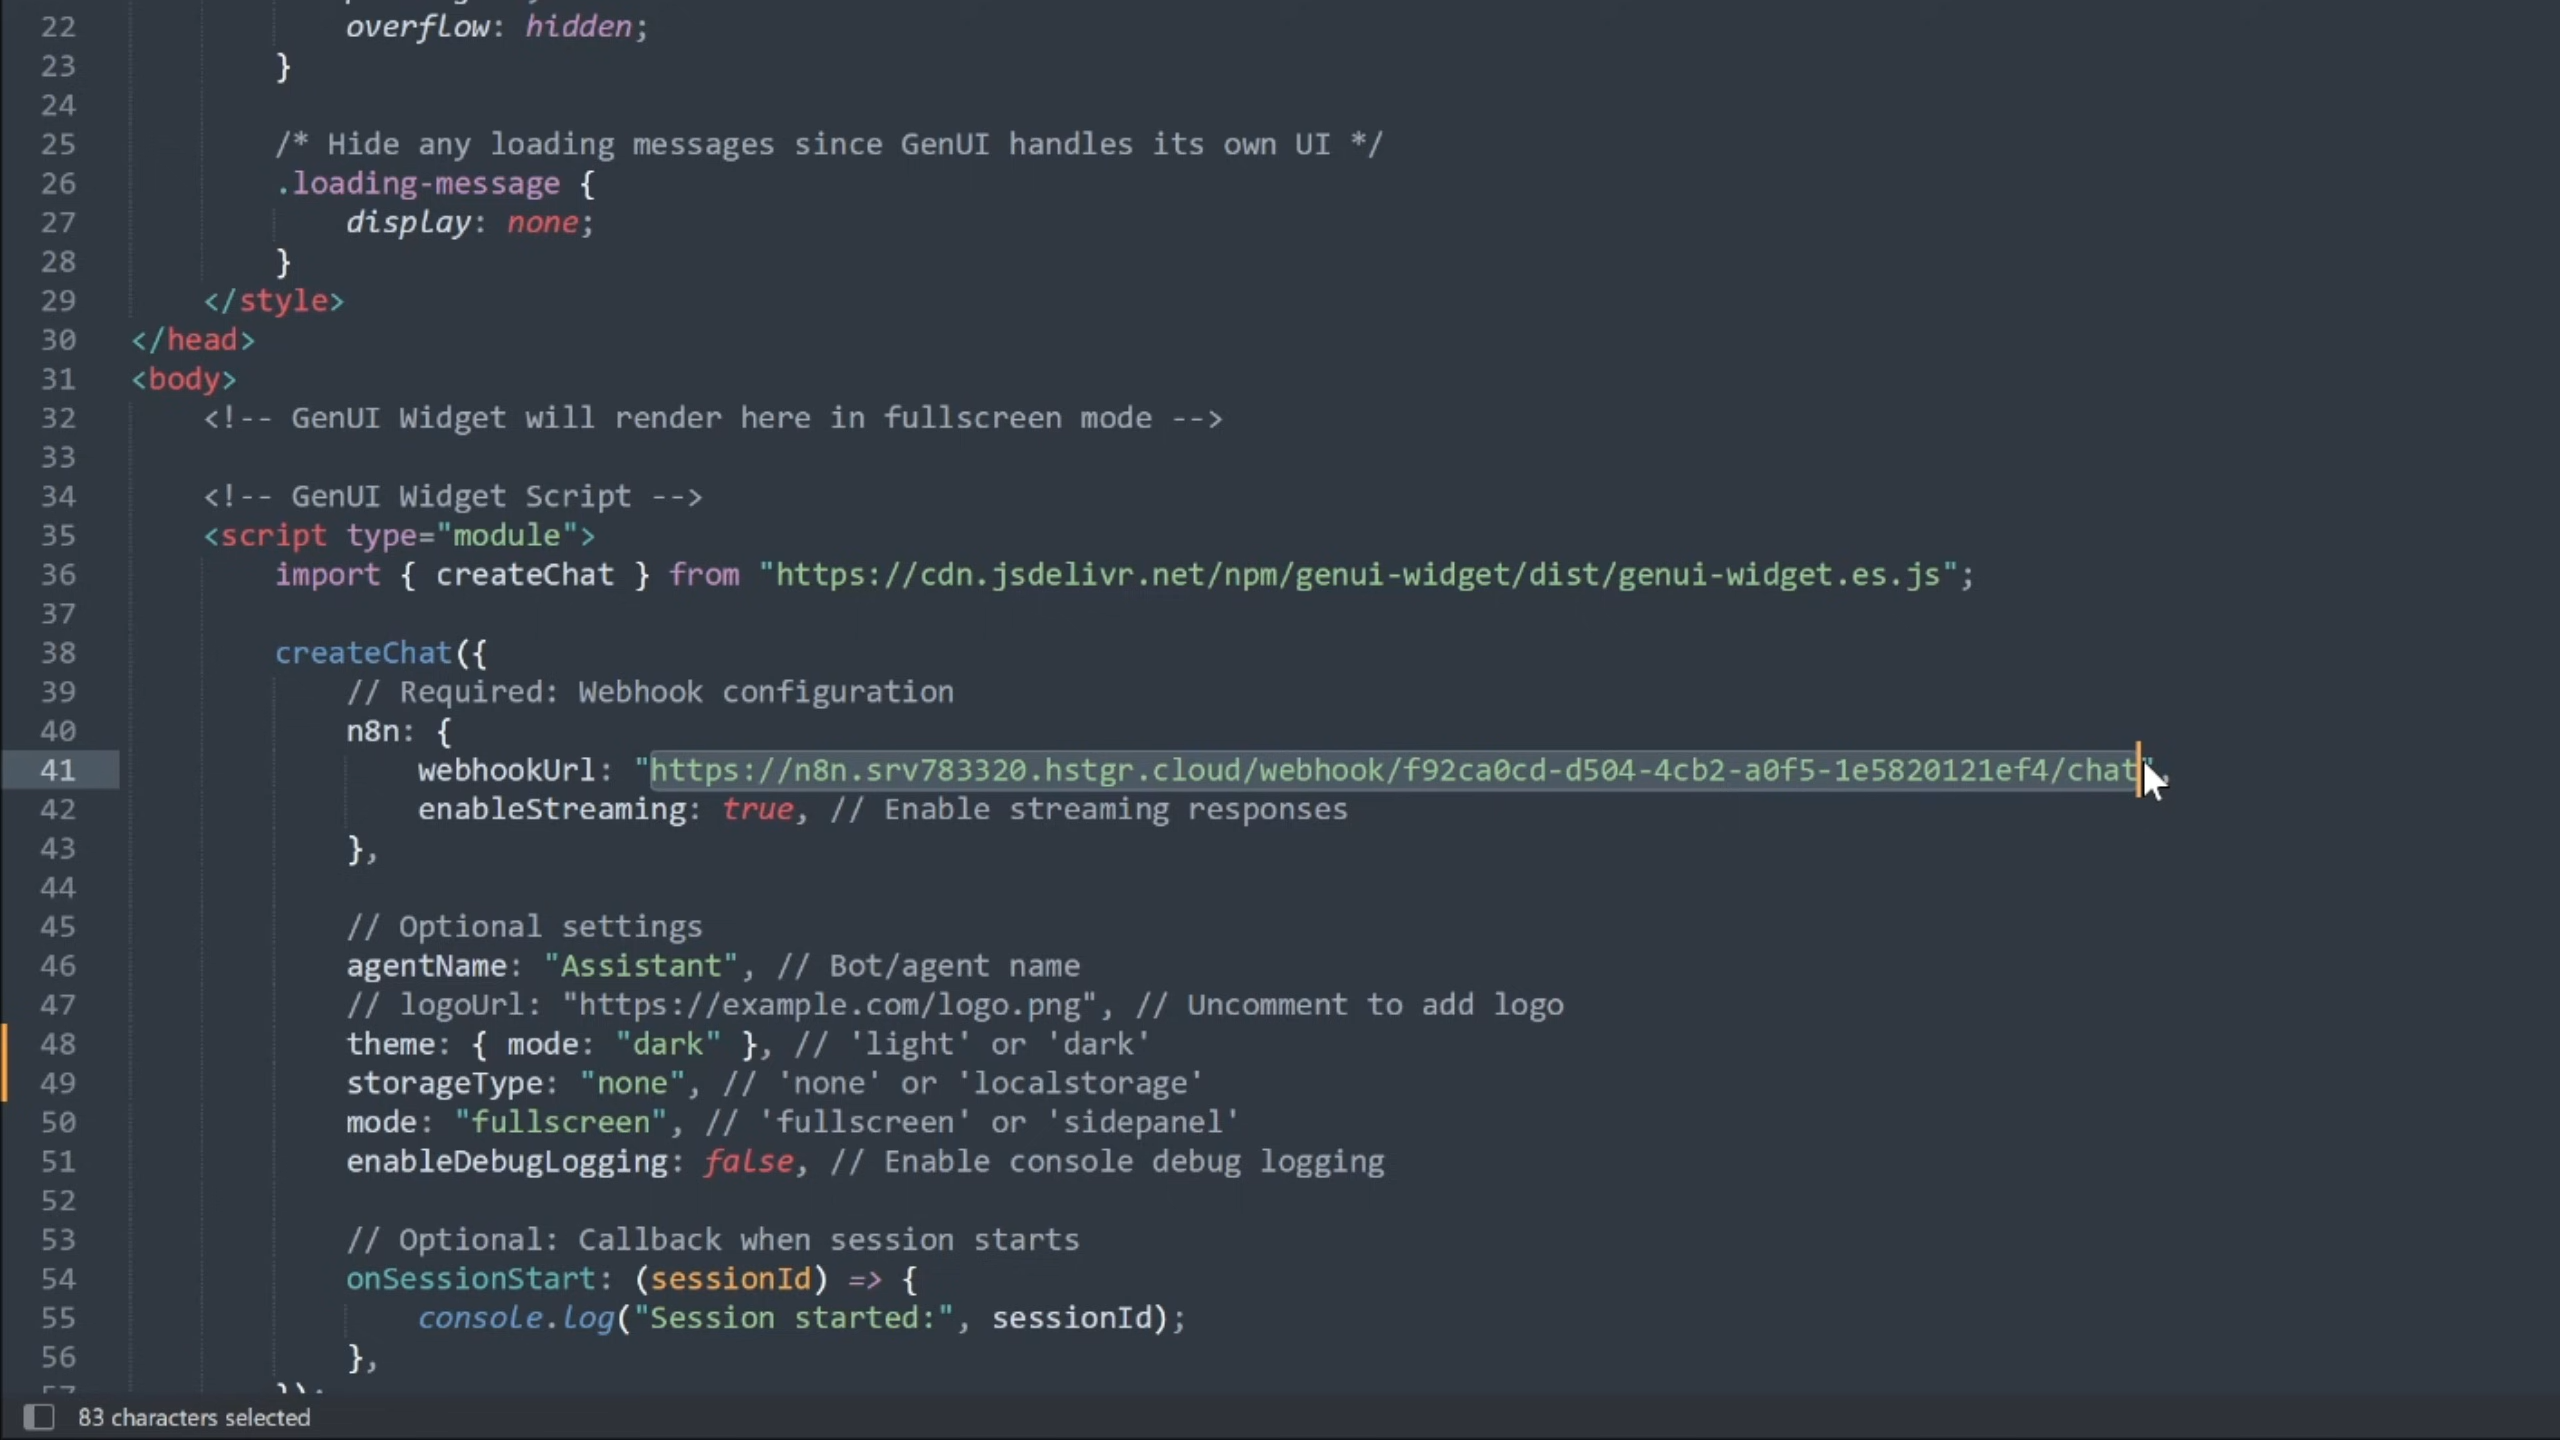 22 overflow: hidden;
23 }
24
25 /* Hide any loading messages since GenUI handles its own UI */
26 .loading-message {
27 display: none;
28 }
29 </style>
30 </head>
31 <body>
32 <!-- GenUI Widget will render here in fullscreen mode -->
33
34 <!-- GenUI Widget Script -->
35 <script type="module">
36 import { createChat } from "https://cdn.jsdelivr.net/npm/genui-widget/dist/genui-widget.es.js";
37
38 createChat({
39 // Required: Webhook configuration
40 n8n: {
41 webhookUrl: "https://n8n.srv783320.hstgr.cloud/webhook/f92ca0cd-d504-4cb2-a0f5-1e5820121ef4/chat",
42 enableStreaming: true, // Enable streaming responses
43 },
44
45 // Optional settings
46 agentName: "Assistant", // Bot/agent name
47 // logoUrl: "https://example.com/logo.png", // Uncomment to add logo
48 theme: { mode: "dark" }, // 'light' or 'dark'
49 storageType: "none", // 'none' or 'localstorage'
50 mode: "fullscreen", // 'fullscreen' or 'sidepanel'
51 enableDebugLogging: false, // Enable console debug logging
52
53 // Optional: Callback when session starts
54 onSessionStart: (sessionId) => {
55 console.log("Session started:", sessionId);
56 },
57 });
83 characters selected